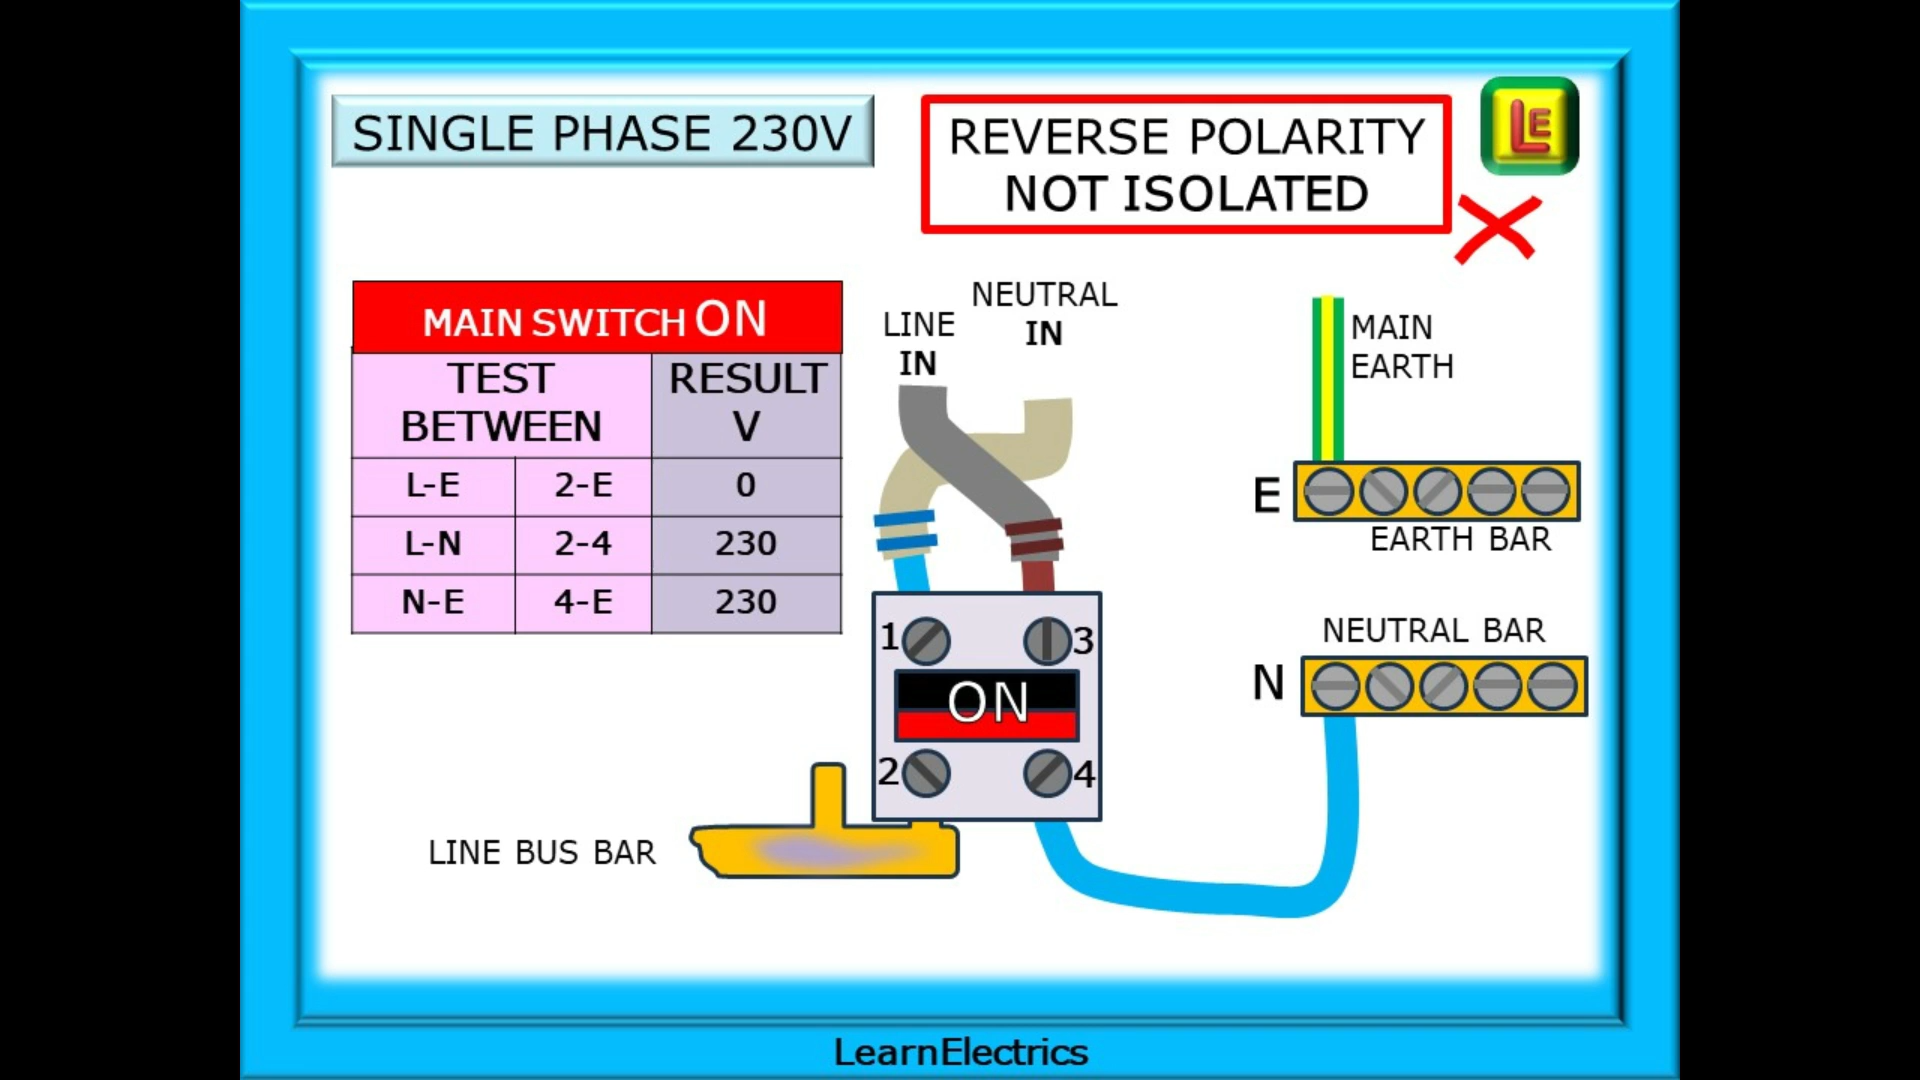 SINGLE PHASE 230V
REVERSE POLARITY
NOT ISOLATED
LE
MAIN SWITCH ON
TEST BETWEEN
RESULT V
L-E 2-E 0
L-N 2-4 230
N-E 4-E 230
LINE
IN
NEUTRAL
IN
MAIN
EARTH
E
EARTH BAR
NEUTRAL BAR
N
1
3
ON
2
4
LINE BUS BAR
LearnElectrics